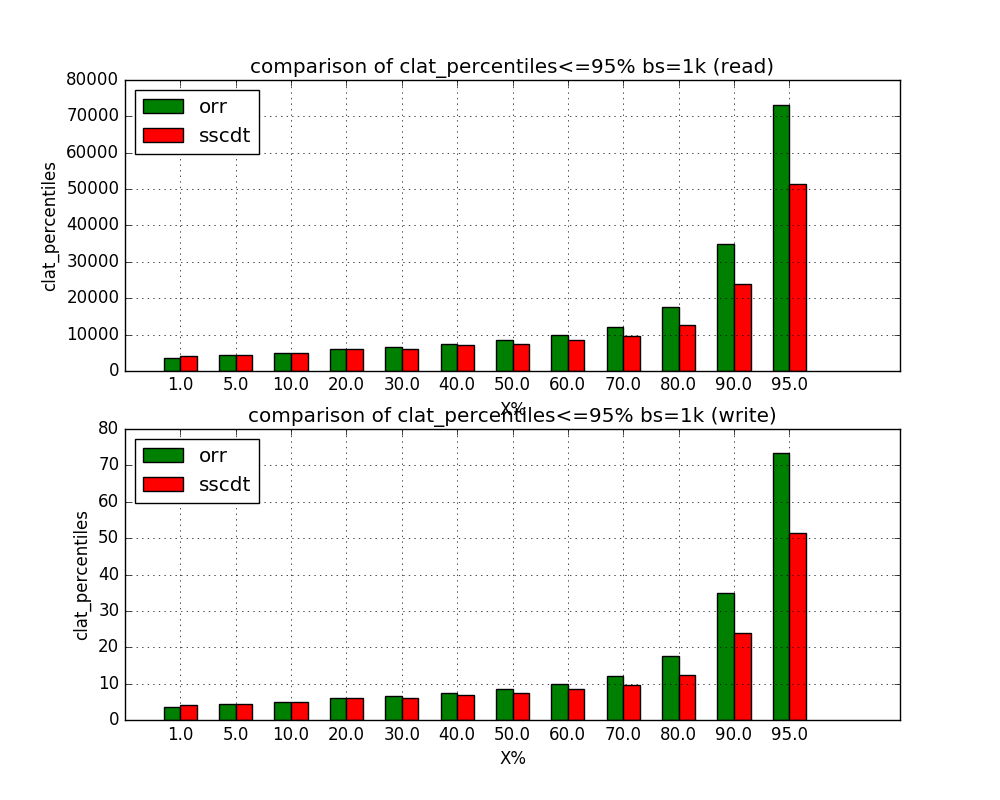 comparison of clat_percentiles<=95% bs=1k (read)
80000
70000
60000
50000
40000
30000
20000
10000
0
clat_percentiles
orr
sscdt
1.0 5.0 10.0 20.0 30.0 40.0 50.0 60.0 70.0 80.0 90.0 95.0
X%
comparison of clat_percentiles<=95% bs=1k (write)
80
70
60
50
40
30
20
10
0
clat_percentiles
orr
sscdt
1.0 5.0 10.0 20.0 30.0 40.0 50.0 60.0 70.0 80.0 90.0 95.0
X%